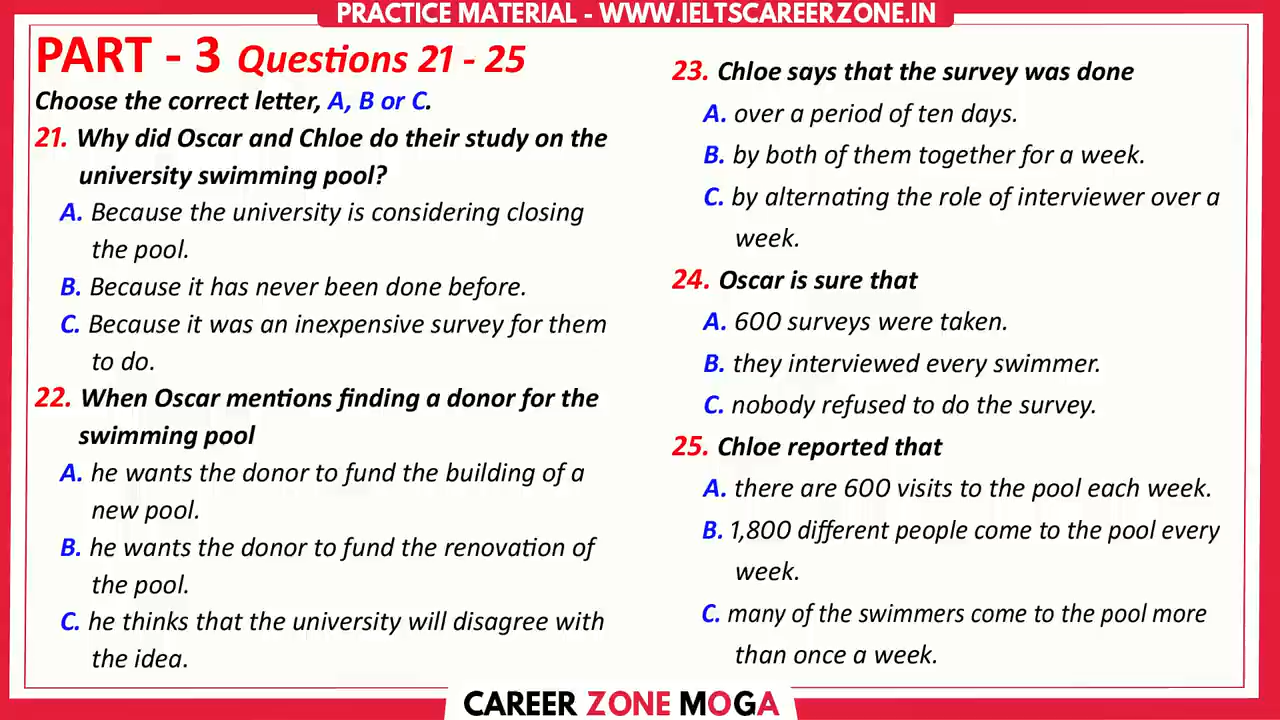 PRACTICE MATERIAL - WWW.IELTSCAREERZONE.IN
PART - 3 Questions 21 - 25
Choose the correct letter, A, B or C.
21. Why did Oscar and Chloe do their study on the
university swimming pool?
A. Because the university is considering closing
the pool.
B. Because it has never been done before.
C. Because it was an inexpensive survey for them
to do.
22. When Oscar mentions finding a donor for the
swimming pool
A. he wants the donor to fund the building of a
new pool.
B. he wants the donor to fund the renovation of
the pool.
C. he thinks that the university will disagree with
the idea.
23. Chloe says that the survey was done
A. over a period of ten days.
B. by both of them together for a week.
C. by alternating the role of interviewer over a
week.
24. Oscar is sure that
A. 600 surveys were taken.
B. they interviewed every swimmer.
C. nobody refused to do the survey.
25. Chloe reported that
A. there are 600 visits to the pool each week.
B. 1,800 different people come to the pool every
week.
C. many of the swimmers come to the pool more
than once a week.
CAREER ZONE MOGA